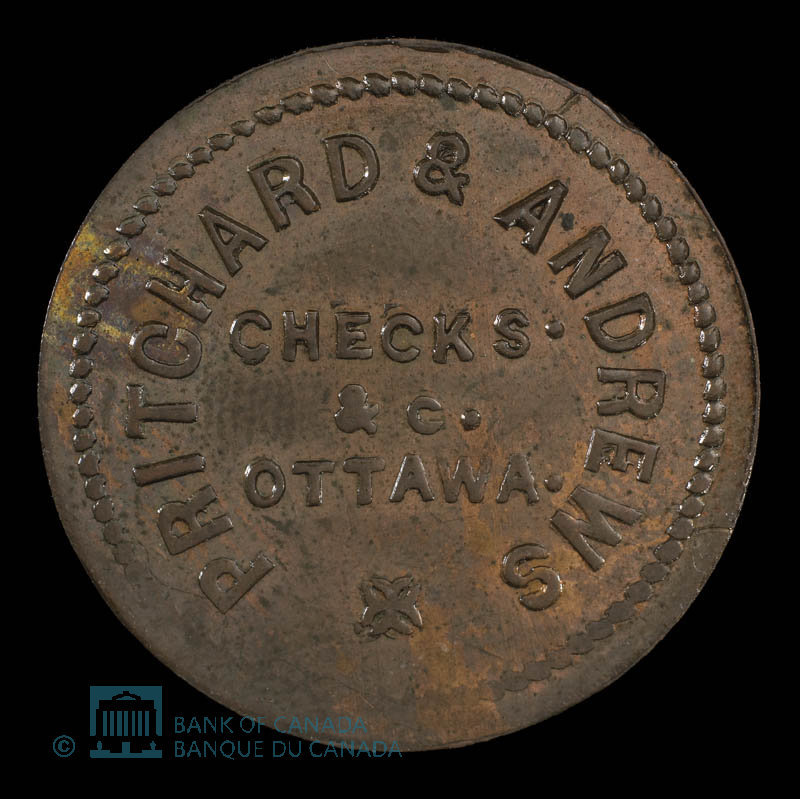 PRITCHARD & ANDREWS
CHECKS.
& C.
OTTAWA.
© BANK OF CANADA
BANQUE DU CANADA